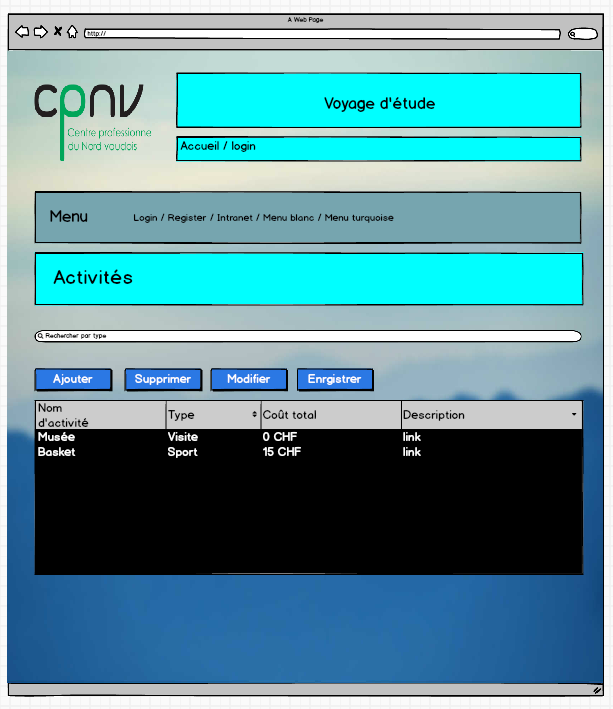 A Web Page
http://
cpnv
Centre professionne
du Nord vaudois
Voyage d'étude
Accueil / login
Menu
Login / Register / Intranet / Menu blanc / Menu turquoise
Activités
Rechercher par type
Ajouter Supprimer Modifier Enrgistrer
Nom d'activité Type Coût total Description
Musée Visite 0 CHF link
Basket Sport 15 CHF link